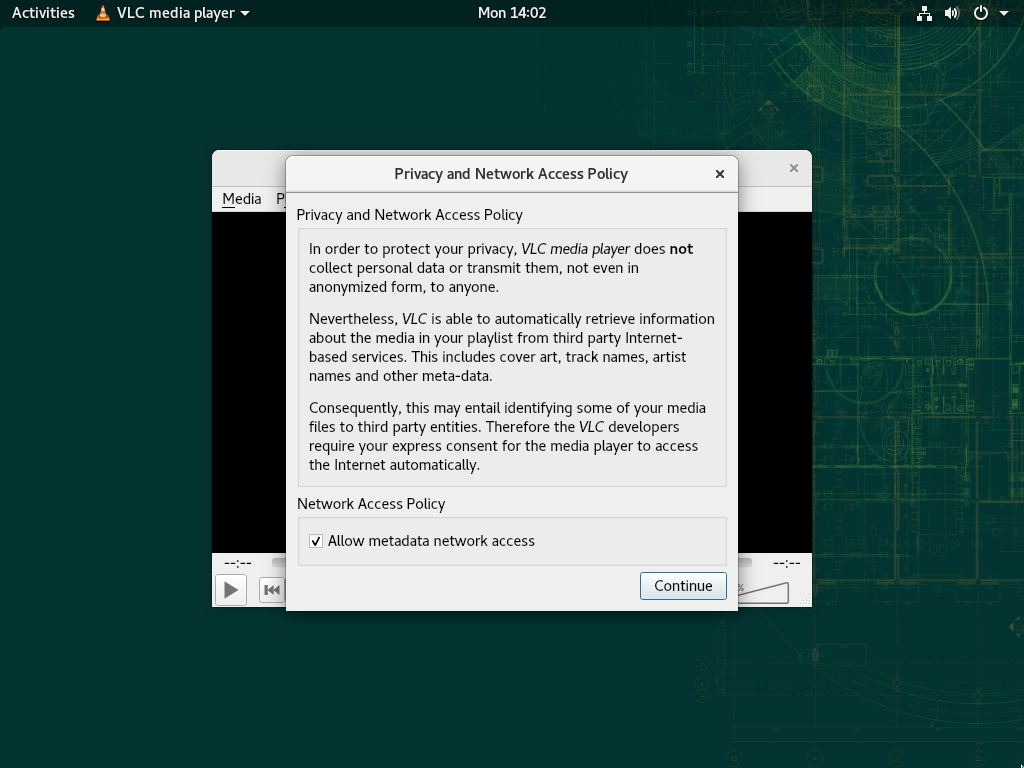 Activities VLC media player Mon 14:02
Privacy and Network Access Policy
Media P
Privacy and Network Access Policy
In order to protect your privacy, VLC media player does not
collect personal data or transmit them, not even in
anonymized form, to anyone.
Nevertheless, VLC is able to automatically retrieve information
about the media in your playlist from third party Internet-
based services. This includes cover art, track names, artist
names and other meta-data.
Consequently, this may entail identifying some of your media
files to third party entities. Therefore the VLC developers
require your express consent for the media player to access
the Internet automatically.
Network Access Policy
Allow metadata network access
--:-- --:--
Continue
%